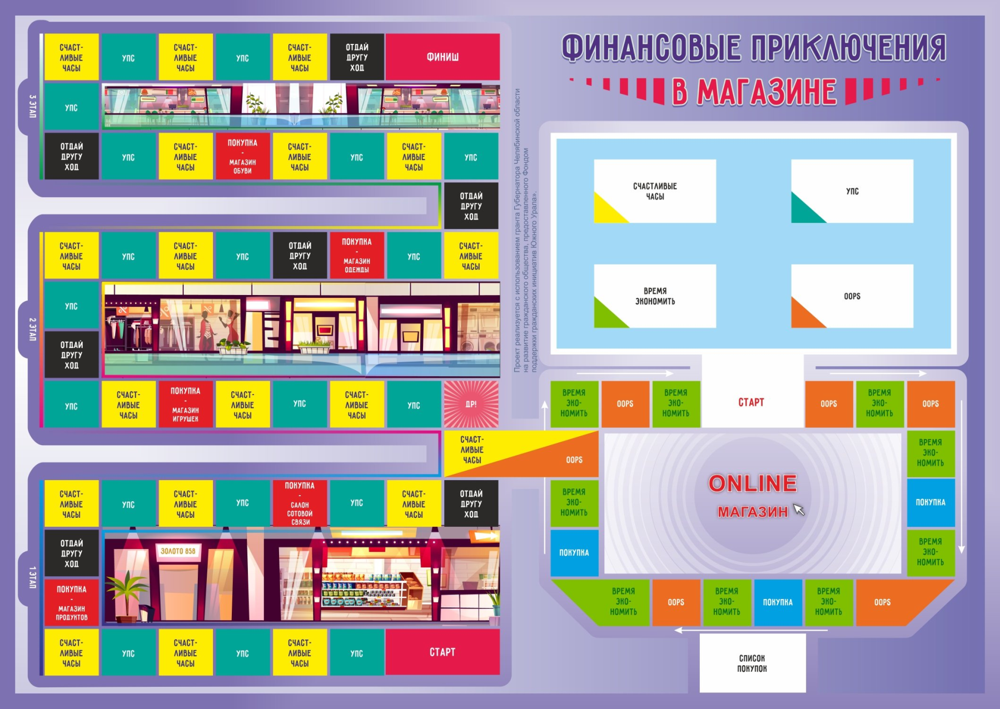 ФИНАНСОВЫЕ ПРИКЛЮЧЕНИЯ
В МАГАЗИНЕ
3 ЭТАП
СЧАСТ-
ЛИВЫЕ
ЧАСЫ
УПС
СЧАСТ-
ЛИВЫЕ
ЧАСЫ
УПС
СЧАСТ-
ЛИВЫЕ
ЧАСЫ
ОТДАЙ
ДРУГУ
ХОД
ФИНИШ
УПС
ОТДАЙ
ДРУГУ
ХОД
УПС
СЧАСТ-
ЛИВЫЕ
ЧАСЫ
ПОКУПКА
-
МАГАЗИН
ОБУВИ
СЧАСТ-
ЛИВЫЕ
ЧАСЫ
УПС
СЧАСТ-
ЛИВЫЕ
ЧАСЫ
УПС
ОТДАЙ
ДРУГУ
ХОД
2 ЭТАП
СЧАСТ-
ЛИВЫЕ
ЧАСЫ
УПС
СЧАСТ-
ЛИВЫЕ
ЧАСЫ
УПС
ОТДАЙ
ДРУГУ
ХОД
ПОКУПКА
-
МАГАЗИН
ОДЕЖДЫ
УПС
СЧАСТ-
ЛИВЫЕ
ЧАСЫ
УПС
%
%
ОТДАЙ
ДРУГУ
ХОД
УПС
СЧАСТ-
ЛИВЫЕ
ЧАСЫ
ПОКУПКА
-
МАГАЗИН
ИГРУШЕК
СЧАСТ-
ЛИВЫЕ
ЧАСЫ
УПС
СЧАСТ-
ЛИВЫЕ
ЧАСЫ
УПС
ДР!
СЧАСТ-
ЛИВЫЕ
ЧАСЫ
OOPS
1 ЭТАП
СЧАСТ-
ЛИВЫЕ
ЧАСЫ
УПС
СЧАСТ-
ЛИВЫЕ
ЧАСЫ
УПС
ПОКУПКА
-
САЛОН
СОТОВОЙ
СВЯЗИ
УПС
СЧАСТ-
ЛИВЫЕ
ЧАСЫ
ОТДАЙ
ДРУГУ
ХОД
ОТДАЙ
ДРУГУ
ХОД
ЗОЛОТО 858
ПОКУПКА
-
МАГАЗИН
ПРОДУКТОВ
СЧАСТ-
ЛИВЫЕ
ЧАСЫ
УПС
СЧАСТ-
ЛИВЫЕ
ЧАСЫ
УПС
СЧАСТ-
ЛИВЫЕ
ЧАСЫ
УПС
СТАРТ
Проект реализуется с использованием гранта Губернатора Челябинской области
на развитие гражданского общества, предоставленного Фондом
поддержки гражданских инициатив Южного Урала».
СЧАСТЛИВЫЕ
ЧАСЫ
УПС
ВРЕМЯ
ЭКОНОМИТЬ
OOPS
ВРЕМЯ
ЭКО-
НОМИТЬ
OOPS
ВРЕМЯ
ЭКО-
НОМИТЬ
СТАРТ
OOPS
ВРЕМЯ
ЭКО-
НОМИТЬ
OOPS
ВРЕМЯ
ЭКО-
НОМИТЬ
ВРЕМЯ
ЭКО-
НОМИТЬ
ONLINE
МАГАЗИН
ПОКУПКА
ПОКУПКА
ВРЕМЯ
ЭКО-
НОМИТЬ
ВРЕМЯ
ЭКО-
НОМИТЬ
OOPS
ВРЕМЯ
ЭКО-
НОМИТЬ
ПОКУПКА
ВРЕМЯ
ЭКО-
НОМИТЬ
OOPS
СПИСОК
ПОКУПОК